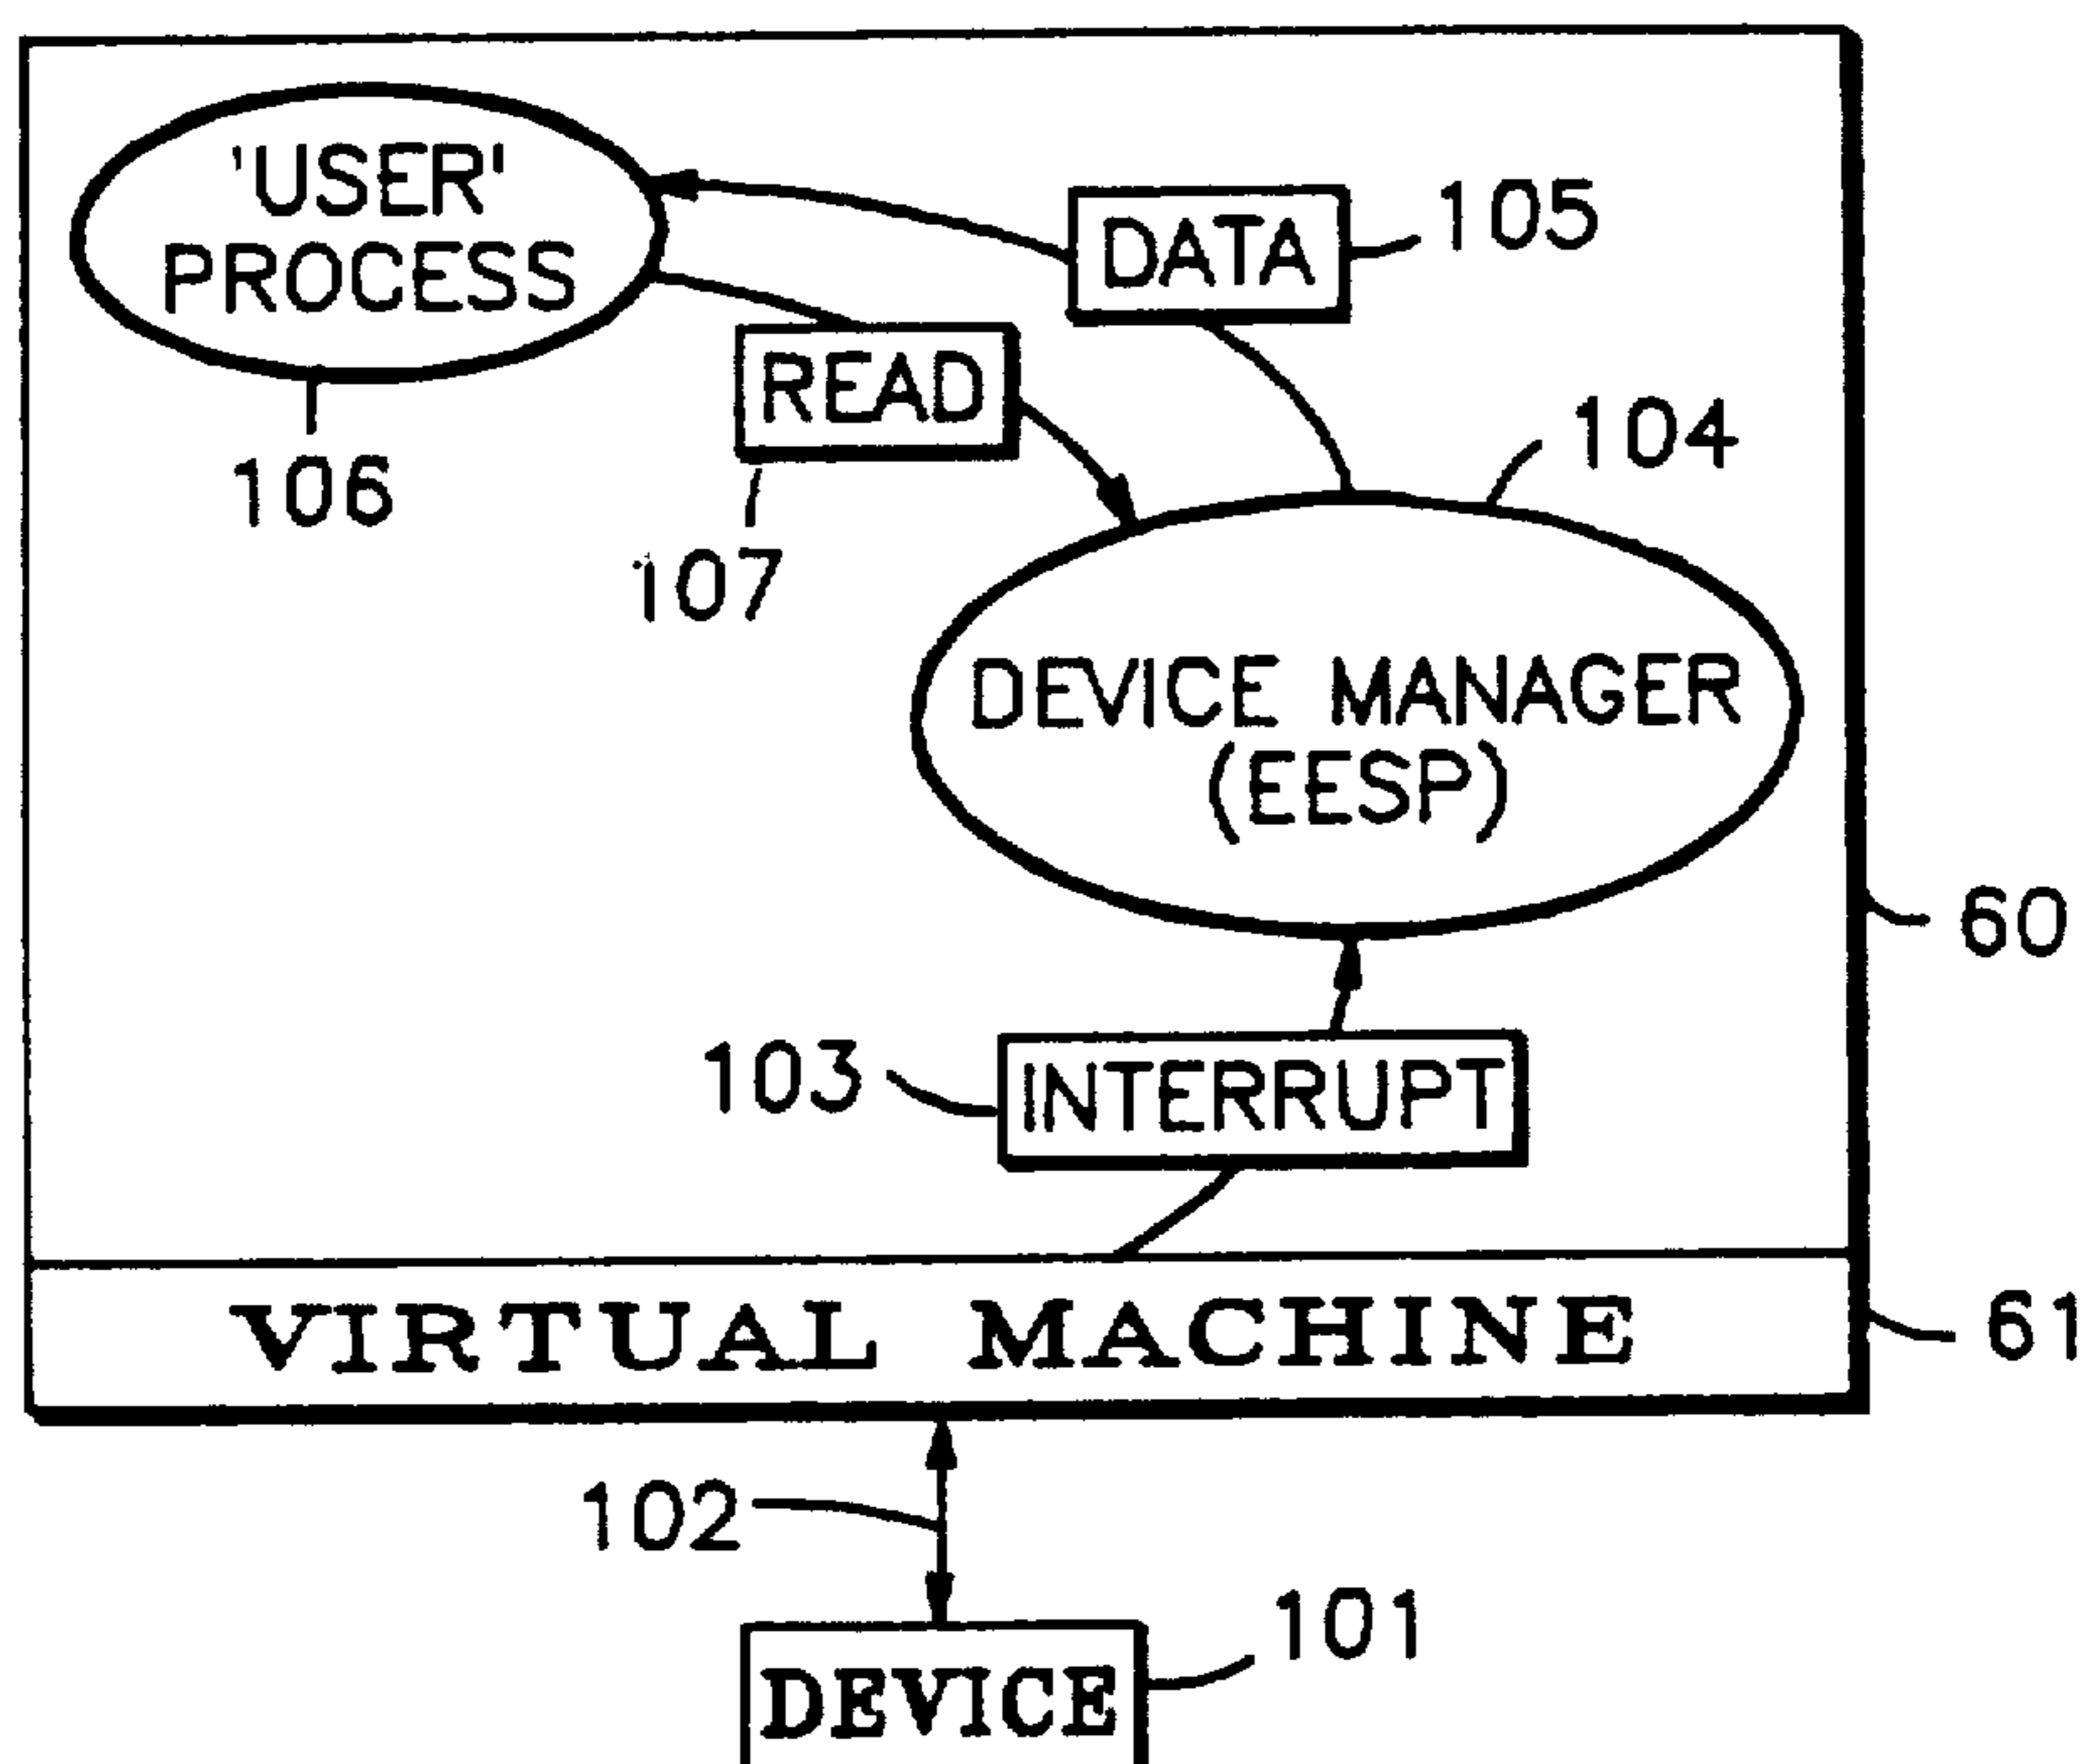 'USER'
PROCESS
DATA
105
READ
106
107
104
DEVICE MANAGER
(EESP)
60
103
INTERRUPT
VIRTUAL MACHINE
61
102
101
DEVICE